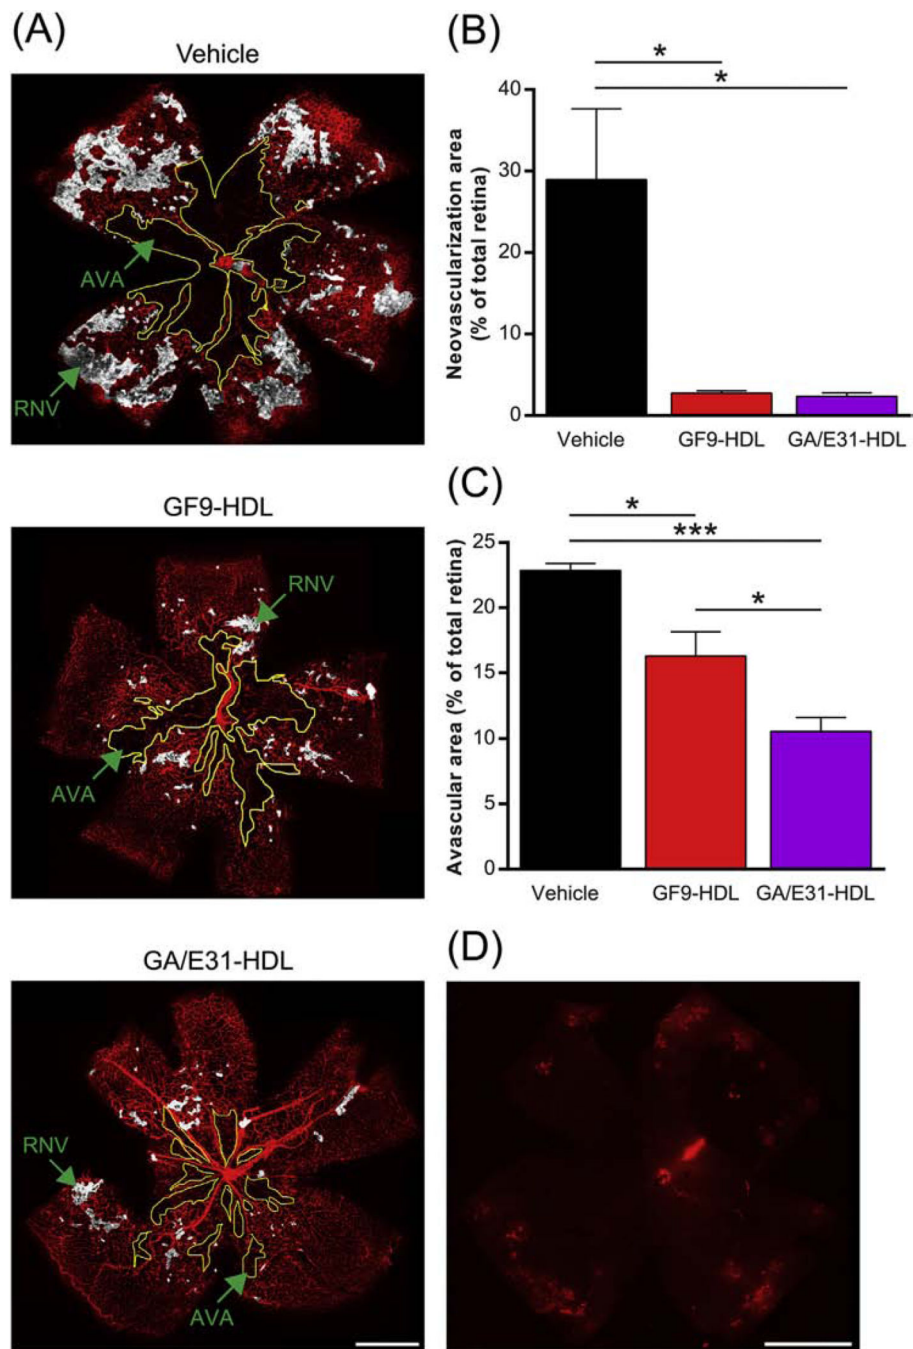 (A)
Vehicle
AVA
RNV
GF9-HDL
RNV
AVA
GA/E31-HDL
RNV
AVA
(B)
*
*
Neovascularization area
(% of total retina)
40
30
20
10
0
Vehicle GF9-HDL GA/E31-HDL
(C)
*
***
*
Avascular area (% of total retina)
25
20
15
10
5
0
Vehicle GF9-HDL GA/E31-HDL
(D)